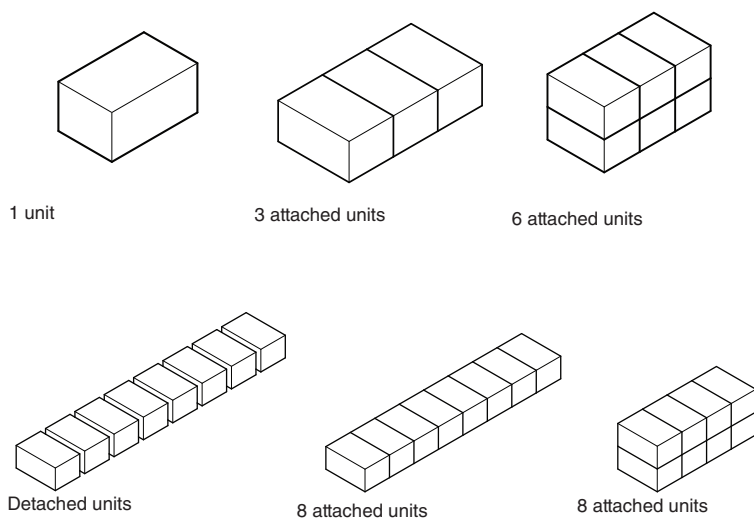 1 unit
3 attached units
6 attached units
Detached units
8 attached units
8 attached units